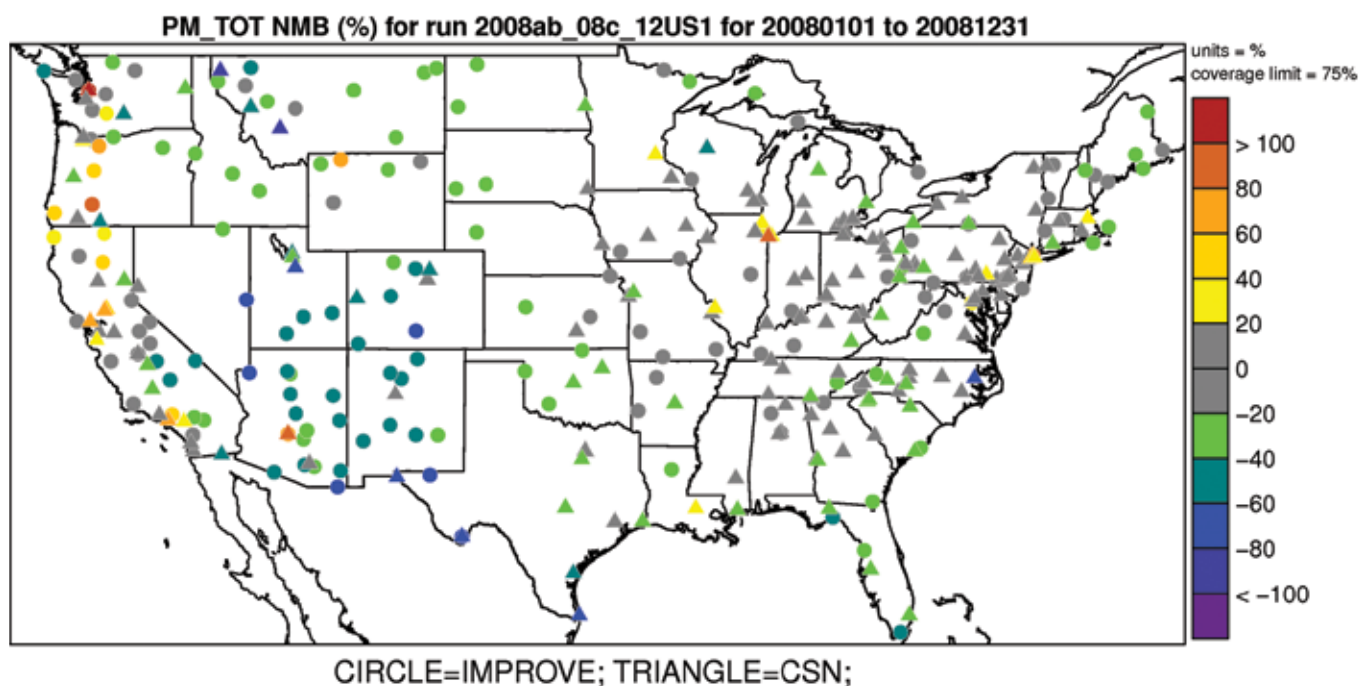 PM_TOT NMB (%) for run 2008ab_08c_12US1 for 20080101 to 20081231
units = %
coverage limit = 75%
> 100
80
60
40
20
0
−20
−40
−60
−80
< −100
CIRCLE=IMPROVE; TRIANGLE=CSN;